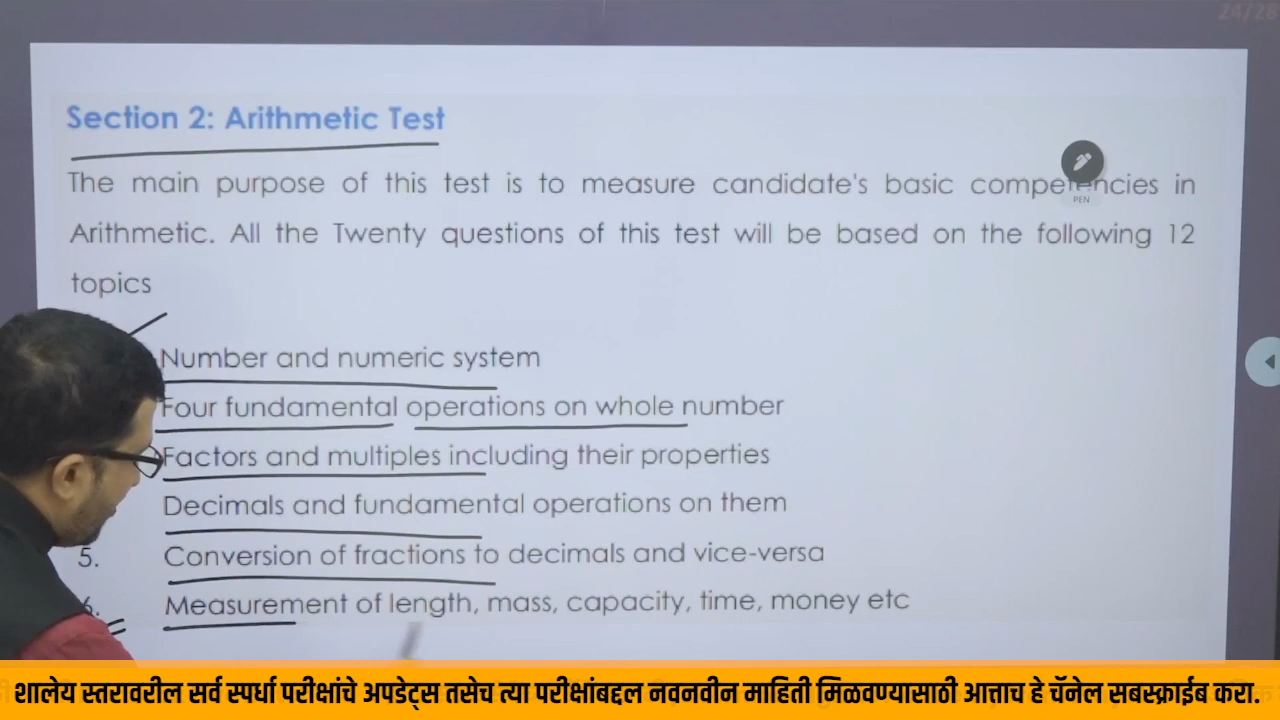 24/28
Section 2: Arithmetic Test
The main purpose of this test is to measure candidate's basic competencies in
PEN
Arithmetic. All the Twenty questions of this test will be based on the following 12
topics
Number and numeric system
Four fundamental operations on whole number
Factors and multiples including their properties
Decimals and fundamental operations on them
5. Conversion of fractions to decimals and vice-versa
6. Measurement of length, mass, capacity, time, money etc
शालेय स्तरावरील सर्व स्पर्धा परीक्षांचे अपडेट्स तसेच त्या परीक्षांबद्दल नवनवीन माहिती मिळवण्यासाठी आत्ताच हे चॅनेल सबस्क्राईब करा.